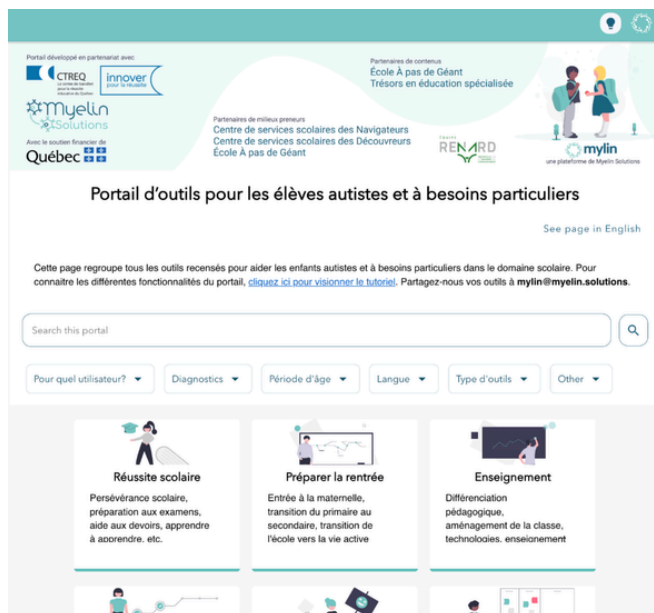 Portail développé en partenariat avec
CTREQ
innover
pour la réussite
Myelin
Solutions
Avec le soutien financier de
Québec
Partenaires de contenus
École À pas de Géant
Trésors en éducation spécialisée
Partenaires de milieux preneurs
Centre de services scolaires des Navigateurs
Centre de services scolaires des Découvreurs
École À pas de Géant
RENARD
mylin
une plateforme de Myelin Solutions
Portail d'outils pour les élèves autistes et à besoins particuliers
See page in English
Cette page regroupe tous les outils recensés pour aider les enfants autistes et à besoins particuliers dans le domaine scolaire. Pour
connaitre les différentes fonctionnalités du portail, cliquez ici pour visionner le tutoriel. Partagez-nous vos outils à mylin@myelin.solutions.
Search this portal
Pour quel utilisateur?
Diagnostics
Période d'âge
Langue
Type d'outils
Other
Réussite scolaire
Persévérance scolaire,
préparation aux examens,
aide aux devoirs, apprendre
à apprendre, etc.
Préparer la rentrée
Entrée à la maternelle,
transition du primaire au
secondaire, transition de
l'école vers la vie active
Enseignement
Différenciation
pédagogique,
aménagement de la classe,
technologies, enseignement